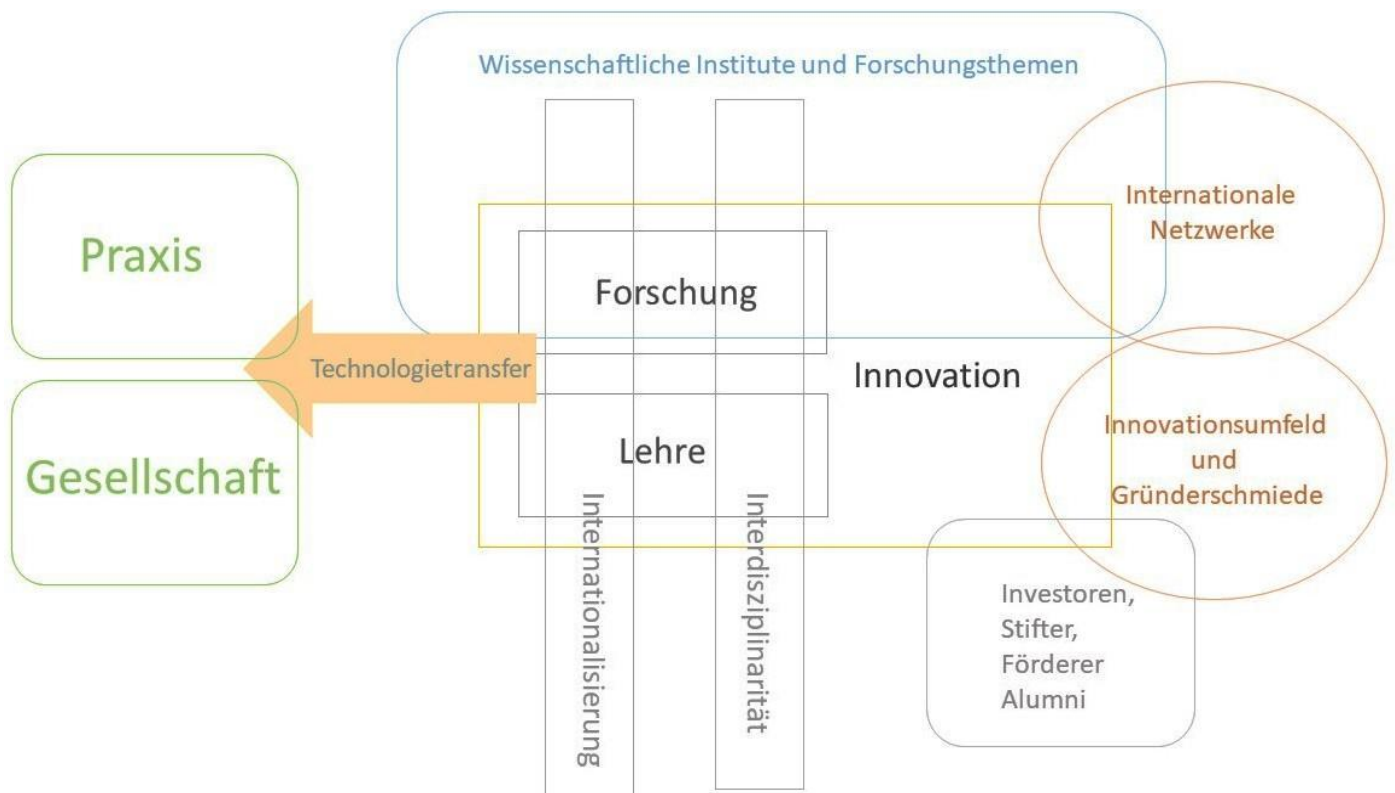 Wissenschaftliche Institute und Forschungsthemen
Internationale
Netzwerke
Praxis
Forschung
Technologietransfer
Innovation
Lehre
Innovationsumfeld
und
Gründerschmiede
Gesellschaft
Internationalisierung
Interdisziplinarität
Investoren,
Stifter,
Förderer
Alumni